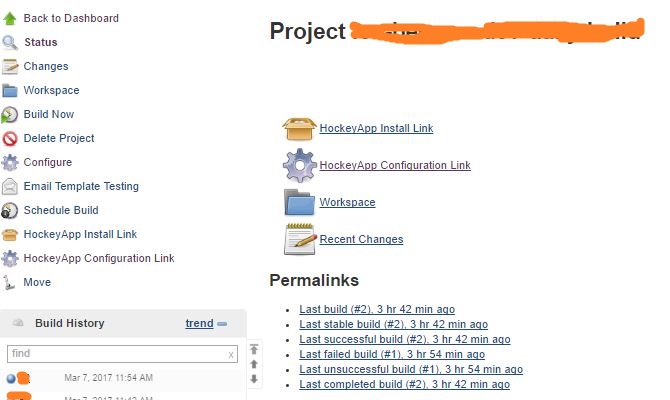 Back to Dashboard
Status
Changes
Workspace
Build Now
Delete Project
Configure
Email Template Testing
Schedule Build
HockeyApp Install Link
HockeyApp Configuration Link
Move
Build History
trend
find
x
Mar 7, 2017 11:54 AM
Project
HockeyApp Install Link
HockeyApp Configuration Link
Workspace
Recent Changes
Permalinks
Last build (#2), 3 hr 42 min ago
Last stable build (#2), 3 hr 42 min ago
Last successful build (#2), 3 hr 42 min ago
Last failed build (#1), 3 hr 54 min ago
Last unsuccessful build (#1), 3 hr 54 min ago
Last completed build (#2), 3 hr 42 min ago